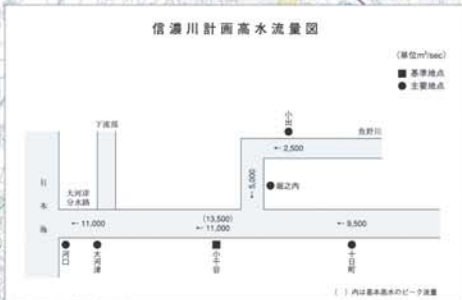 信濃川計画高水流量図
（単位m³/sec）
■ 基準地点
● 主要地点
小出
魚野川
下流部
← 2,500
日本海
大河津
分水路
← 5,000
堀之内
← 11,000
(13,500)
← 11,000
← 9,500
河口
大河津
小千谷
十日町
（ ）内は基本高水のピーク流量